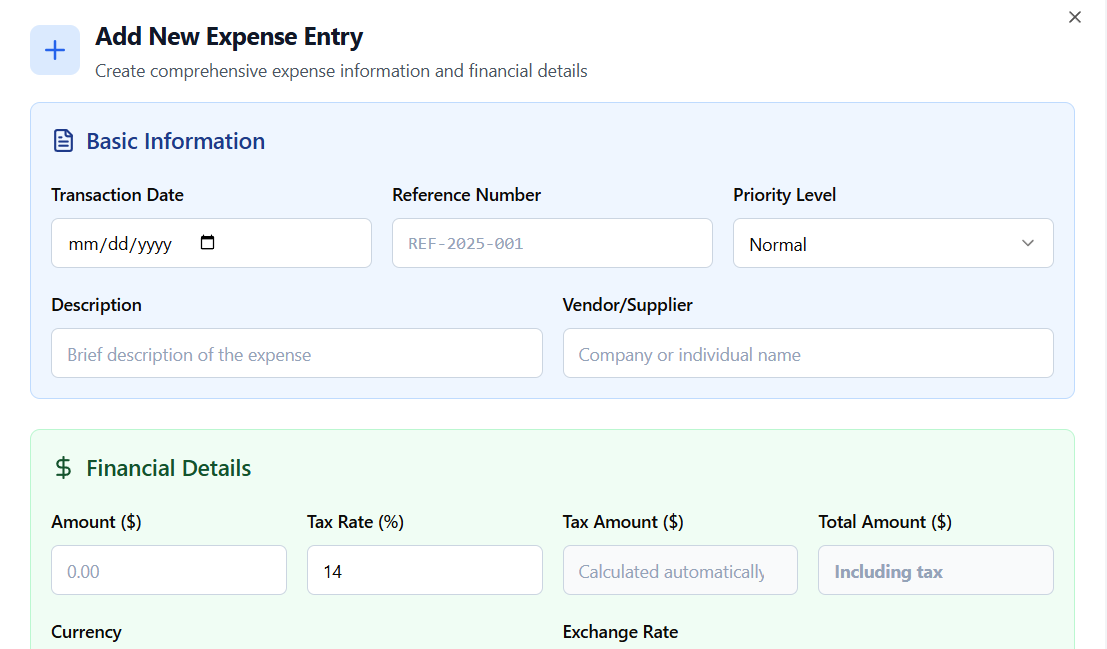 Add New Expense Entry
Create comprehensive expense information and financial details
Basic Information
Transaction Date Reference Number Priority Level
mm/dd/yyyy REF-2025-001 Normal
Description Vendor/Supplier
Brief description of the expense Company or individual name
$ Financial Details
Amount ($) Tax Rate (%) Tax Amount ($) Total Amount ($)
0.00 14 Calculated automatically Including tax
Currency Exchange Rate